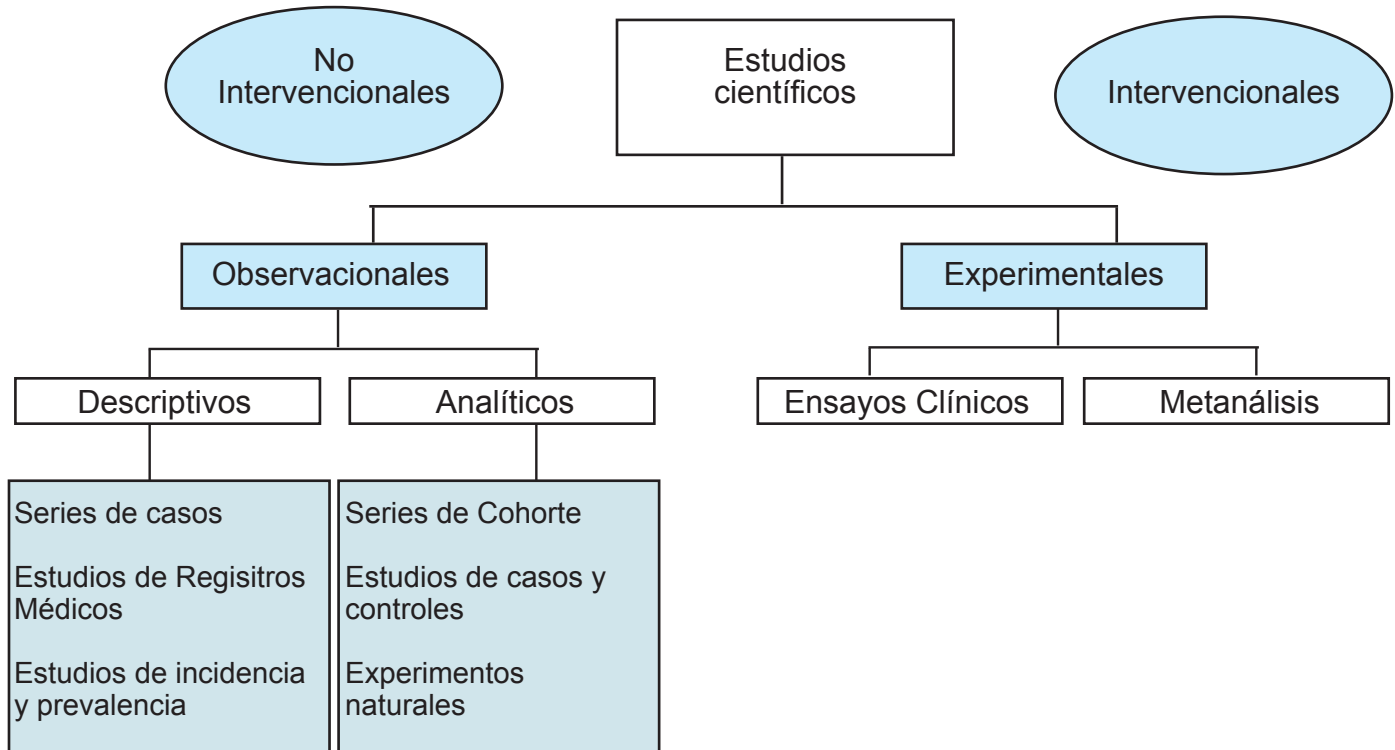 No
Intervencionales
Estudios
científicos
Intervencionales
Observacionales
Experimentales
Descriptivos
Analíticos
Ensayos Clínicos
Metanálisis
Series de casos
Estudios de Regisitros
Médicos
Estudios de incidencia
y prevalencia
Series de Cohorte
Estudios de casos y
controles
Experimentos
naturales